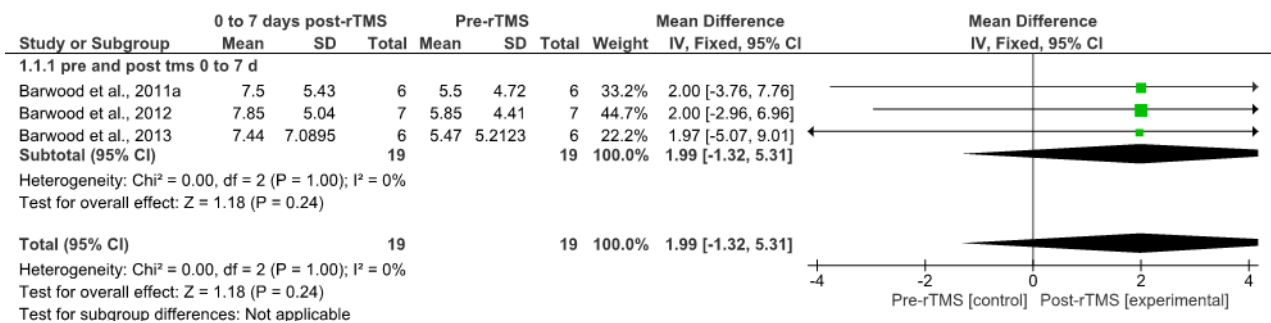 0 to 7 days post-rTMS Pre-rTMS Mean Difference Mean Difference
Study or Subgroup Mean SD Total Mean SD Total Weight IV, Fixed, 95% CI IV, Fixed, 95% CI
1.1.1 pre and post tms 0 to 7 d
Barwood et al., 2011a 7.5 5.43 6 5.5 4.72 6 33.2% 2.00 [-3.76, 7.76]
Barwood et al., 2012 7.85 5.04 7 5.85 4.41 7 44.7% 2.00 [-2.96, 6.96]
Barwood et al., 2013 7.44 7.0895 6 5.47 5.2123 6 22.2% 1.97 [-5.07, 9.01]
Subtotal (95% CI) 19 19 100.0% 1.99 [-1.32, 5.31]
Heterogeneity: Chi² = 0.00, df = 2 (P = 1.00); I² = 0%
Test for overall effect: Z = 1.18 (P = 0.24)
Total (95% CI) 19 19 100.0% 1.99 [-1.32, 5.31]
Heterogeneity: Chi² = 0.00, df = 2 (P = 1.00); I² = 0%
Test for overall effect: Z = 1.18 (P = 0.24)
Test for subgroup differences: Not applicable
-4 -2 0 2 4
Pre-rTMS [control] Post-rTMS [experimental]